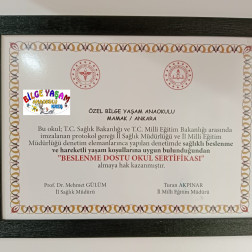 BİLGE YAŞAM
ANAOKULU
ÖZEL BİLGE YAŞAM ANAOKULU
MAMAK / ANKARA
Bu okul; T.C. Sağlık Bakanlığı ve T.C. Milli Eğitim Bakanlığı arasında
imzalanan protokol gereği İl Sağlık Müdürlüğü ve İl Milli Eğitim
Müdürlüğü denetim elemanlarınca yapılan denetimde sağlıklı beslenme
ve hareketli yaşam koşullarına uygun bulunduğundan
"BESLENME DOSTU OKUL SERTİFİKASI"
almaya hak kazanmıştır.
Prof. Dr. Mehmet GÜLÜM
İl Sağlık Müdürü
Turan AKPINAR
İl Milli Eğitim Müdürü